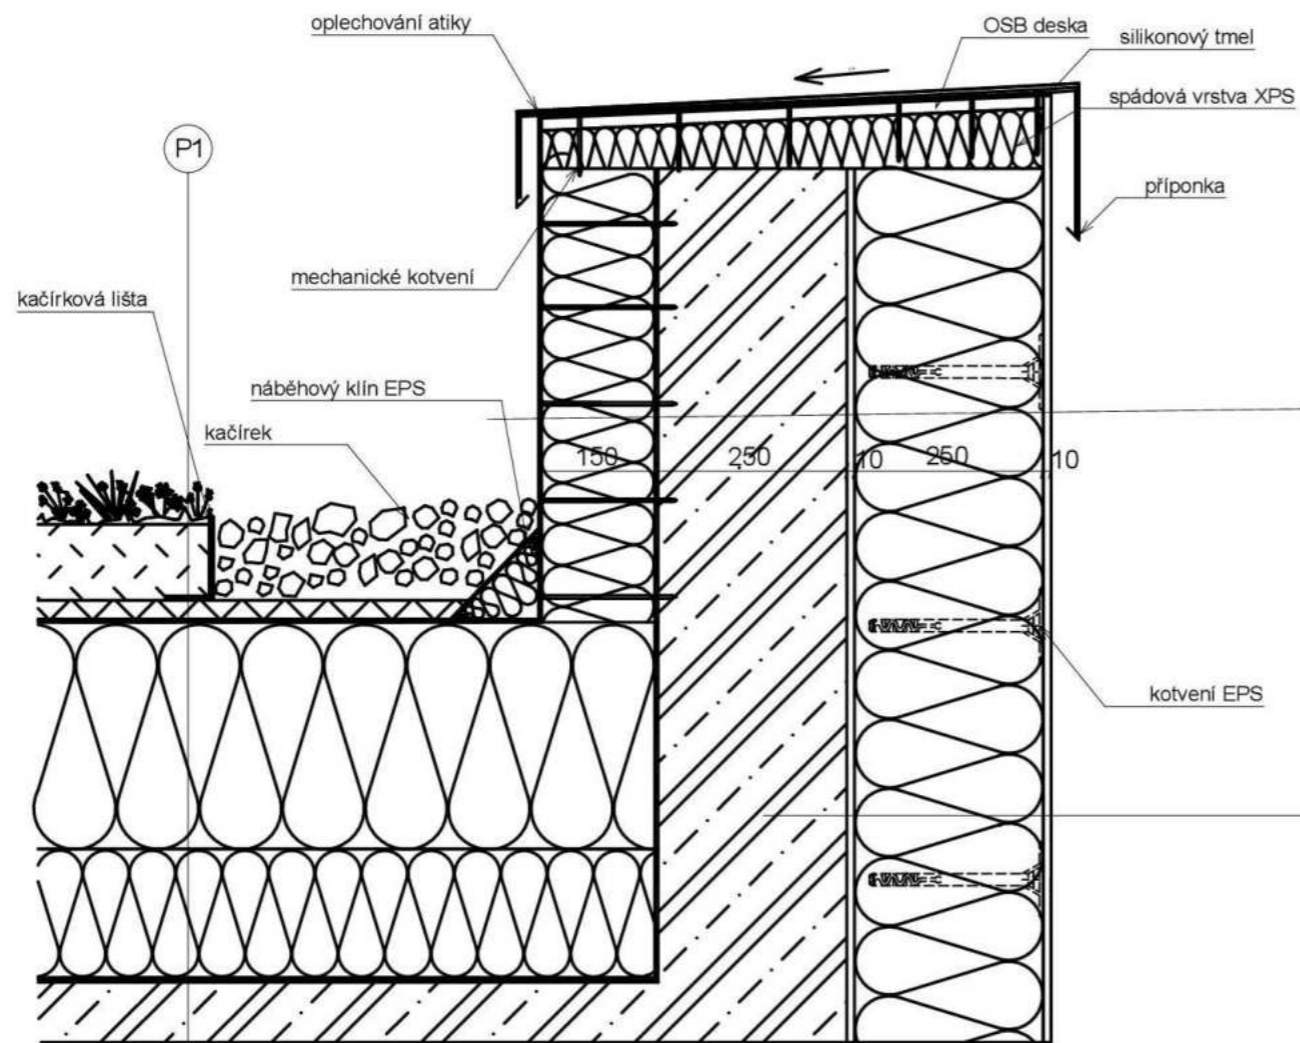 oplechování atiky
OSB deska
silikonový tmel
spádová vrstva XPS
P1
příponka
mechanické kotvení
kačírková lišta
náběhový klín EPS
kačírek
150 250 10 250 10
kotvení EPS